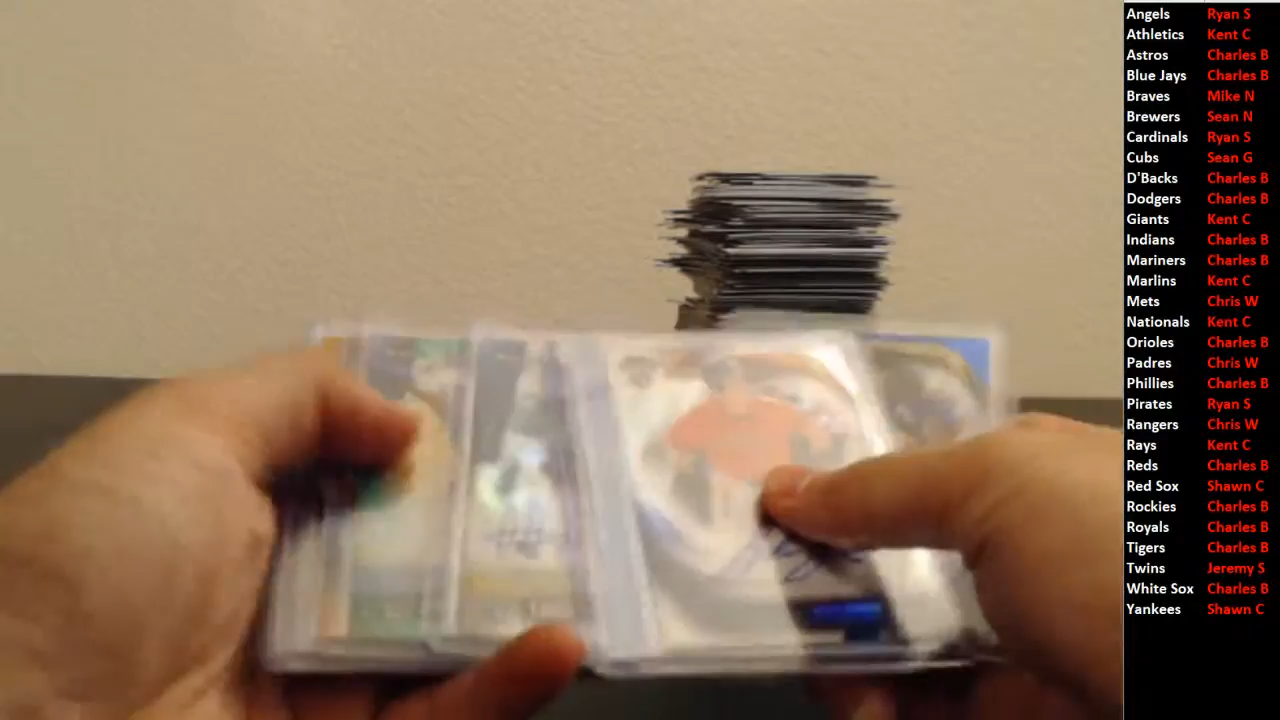 Angels Ryan S
Athletics Kent C
Astros Charles B
Blue Jays Charles B
Braves Mike N
Brewers Sean N
Cardinals Ryan S
Cubs Sean G
D'Backs Charles B
Dodgers Charles B
Giants Kent C
Indians Charles B
Mariners Charles B
Marlins Kent C
Mets Chris W
Nationals Kent C
Orioles Charles B
Padres Chris W
Phillies Charles B
Pirates Ryan S
Rangers Chris W
Rays Kent C
Reds Charles B
Red Sox Shawn C
Rockies Charles B
Royals Charles B
Tigers Charles B
Twins Jeremy S
White Sox Charles B
Yankees Shawn C